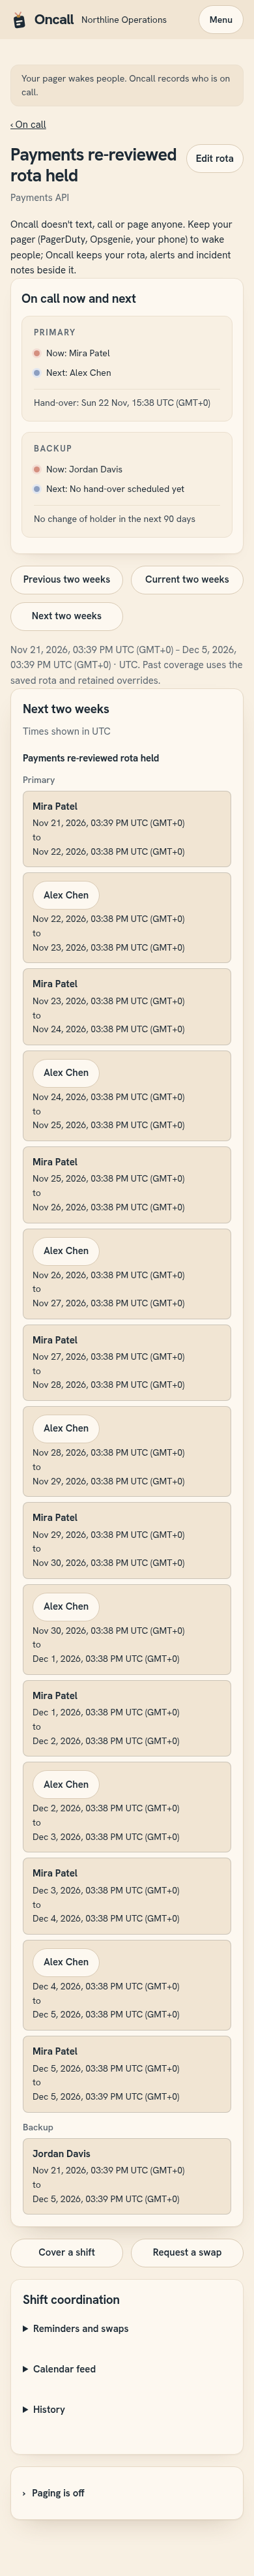 Oncall Northline Operations Menu
Your pager wakes people. Oncall records who is on
call.
‹ On call
Payments re-reviewed
rota held
Edit rota
Payments API
Oncall doesn't text, call or page anyone. Keep your
pager (PagerDuty, Opsgenie, your phone) to wake
people; Oncall keeps your rota, alerts and incident
notes beside it.
On call now and next
PRIMARY
Now: Mira Patel
Next: Alex Chen
Hand-over: Sun 22 Nov, 15:38 UTC (GMT+0)
BACKUP
Now: Jordan Davis
Next: No hand-over scheduled yet
No change of holder in the next 90 days
Previous two weeks Current two weeks
Next two weeks
Nov 21, 2026, 03:39 PM UTC (GMT+0) – Dec 5, 2026,
03:39 PM UTC (GMT+0) · UTC. Past coverage uses the
saved rota and retained overrides.
Next two weeks
Times shown in UTC
Payments re-reviewed rota held
Primary
Mira Patel
Nov 21, 2026, 03:39 PM UTC (GMT+0)
to
Nov 22, 2026, 03:38 PM UTC (GMT+0)
Alex Chen
Nov 22, 2026, 03:38 PM UTC (GMT+0)
to
Nov 23, 2026, 03:38 PM UTC (GMT+0)
Mira Patel
Nov 23, 2026, 03:38 PM UTC (GMT+0)
to
Nov 24, 2026, 03:38 PM UTC (GMT+0)
Alex Chen
Nov 24, 2026, 03:38 PM UTC (GMT+0)
to
Nov 25, 2026, 03:38 PM UTC (GMT+0)
Mira Patel
Nov 25, 2026, 03:38 PM UTC (GMT+0)
to
Nov 26, 2026, 03:38 PM UTC (GMT+0)
Alex Chen
Nov 26, 2026, 03:38 PM UTC (GMT+0)
to
Nov 27, 2026, 03:38 PM UTC (GMT+0)
Mira Patel
Nov 27, 2026, 03:38 PM UTC (GMT+0)
to
Nov 28, 2026, 03:38 PM UTC (GMT+0)
Alex Chen
Nov 28, 2026, 03:38 PM UTC (GMT+0)
to
Nov 29, 2026, 03:38 PM UTC (GMT+0)
Mira Patel
Nov 29, 2026, 03:38 PM UTC (GMT+0)
to
Nov 30, 2026, 03:38 PM UTC (GMT+0)
Alex Chen
Nov 30, 2026, 03:38 PM UTC (GMT+0)
to
Dec 1, 2026, 03:38 PM UTC (GMT+0)
Mira Patel
Dec 1, 2026, 03:38 PM UTC (GMT+0)
to
Dec 2, 2026, 03:38 PM UTC (GMT+0)
Alex Chen
Dec 2, 2026, 03:38 PM UTC (GMT+0)
to
Dec 3, 2026, 03:38 PM UTC (GMT+0)
Mira Patel
Dec 3, 2026, 03:38 PM UTC (GMT+0)
to
Dec 4, 2026, 03:38 PM UTC (GMT+0)
Alex Chen
Dec 4, 2026, 03:38 PM UTC (GMT+0)
to
Dec 5, 2026, 03:38 PM UTC (GMT+0)
Mira Patel
Dec 5, 2026, 03:38 PM UTC (GMT+0)
to
Dec 5, 2026, 03:39 PM UTC (GMT+0)
Backup
Jordan Davis
Nov 21, 2026, 03:39 PM UTC (GMT+0)
to
Dec 5, 2026, 03:39 PM UTC (GMT+0)
Cover a shift Request a swap
Shift coordination
▶ Reminders and swaps
▶ Calendar feed
▶ History
› Paging is off